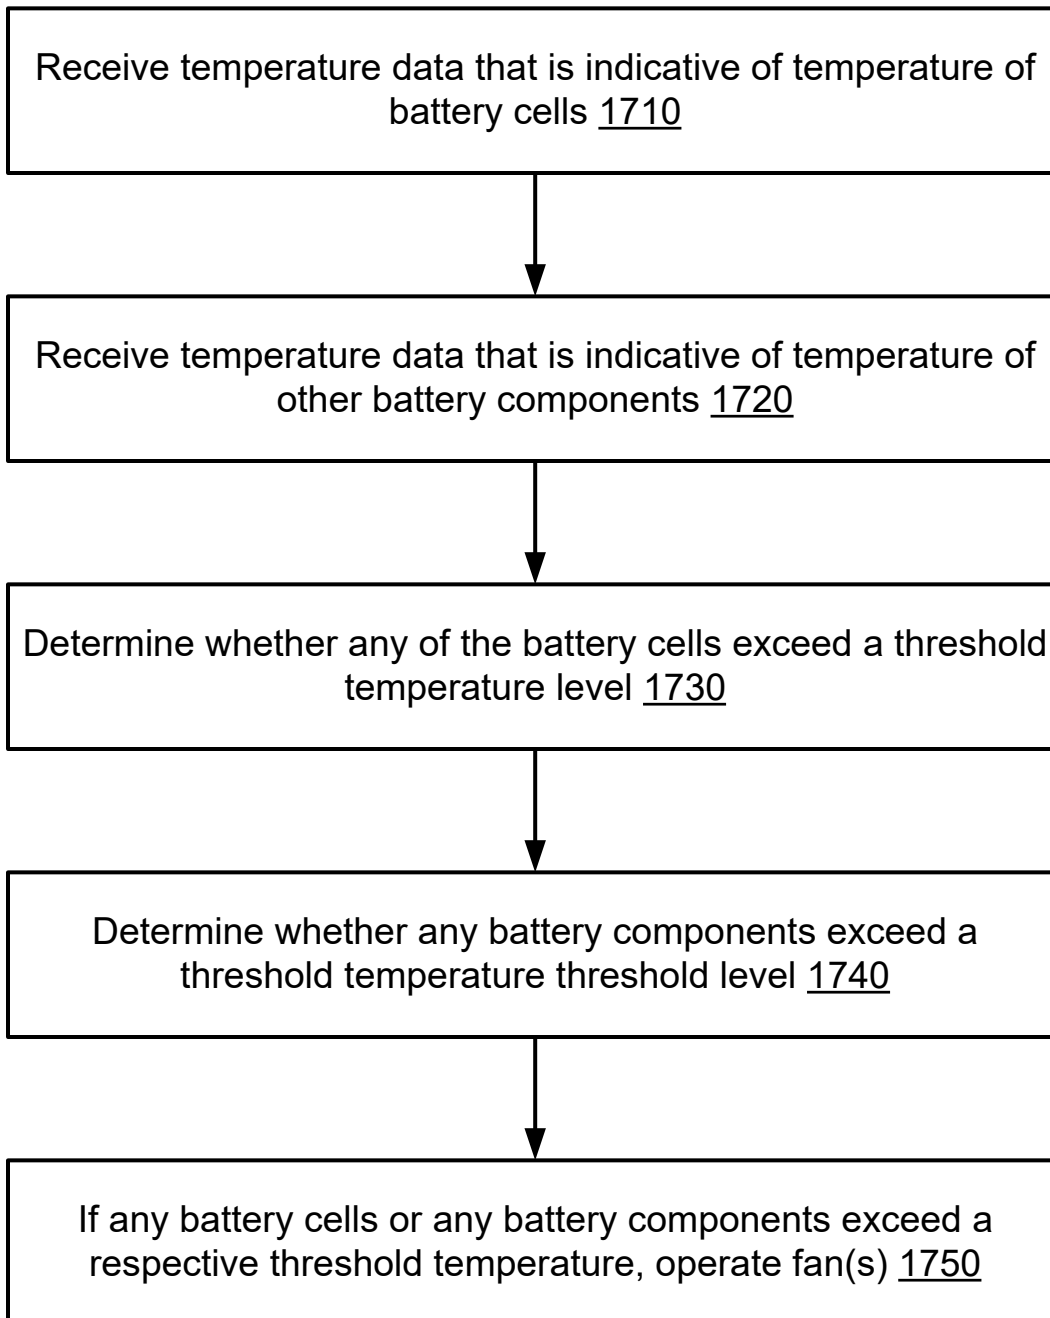 Receive temperature data that is indicative of temperature of
battery cells 1710
Receive temperature data that is indicative of temperature of
other battery components 1720
Determine whether any of the battery cells exceed a threshold
temperature level 1730
Determine whether any battery components exceed a
threshold temperature threshold level 1740
If any battery cells or any battery components exceed a
respective threshold temperature, operate fan(s) 1750